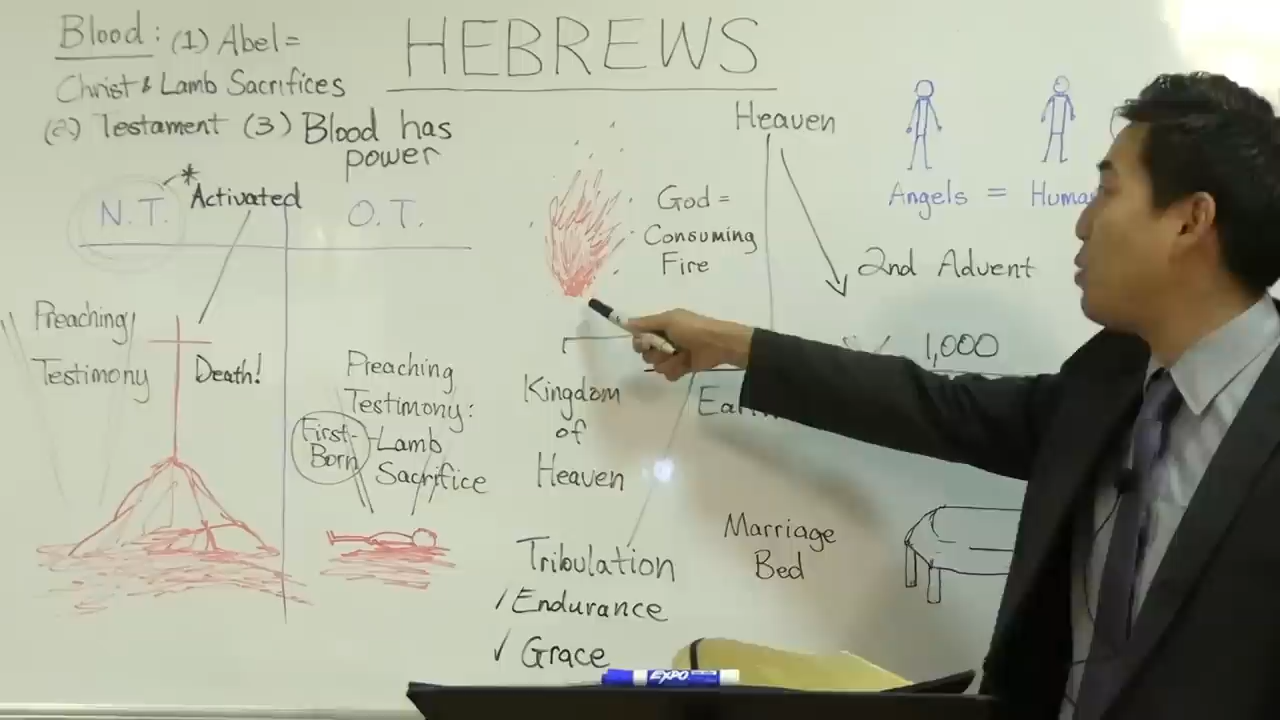 HEBREWS
Blood: (1) Abel =
Christ & Lamb Sacrifices
(2) Testament (3) Blood has
power
*Activated
N.T.
O.T.
Preaching
Testimony
Death!
Preaching
Testimony:
First-
Born
Lamb
Sacrifice
God =
Consuming
Fire
Heaven
Angels =
2nd Advent
1,000
Kingdom
of
Heaven
Tribulation
/ Endurance
✓ Grace
Marriage
Bed
EXPO